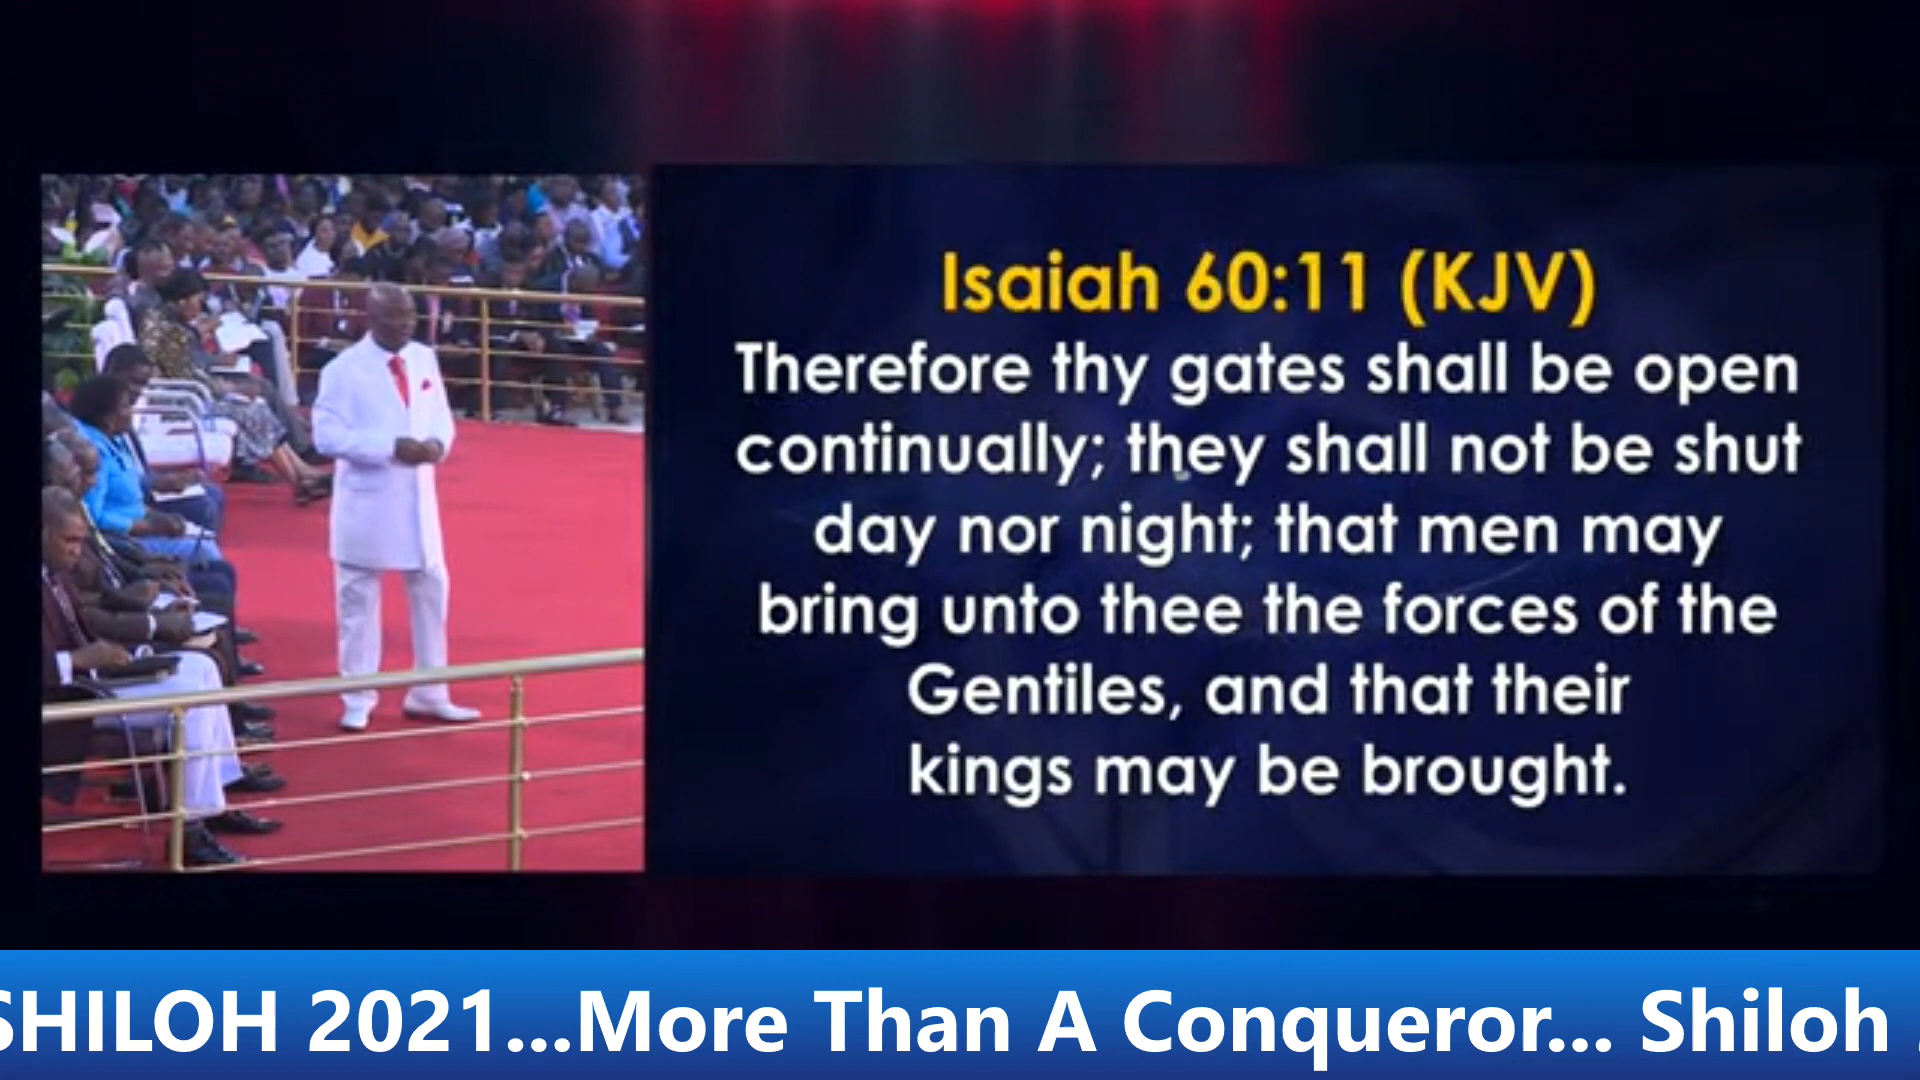 Isaiah 60:11 (KJV)
Therefore thy gates shall be open
continually; they shall not be shut
day nor night; that men may
bring unto thee the forces of the
Gentiles, and that their
kings may be brought.
SHILOH 2021...More Than A Conqueror... Shiloh